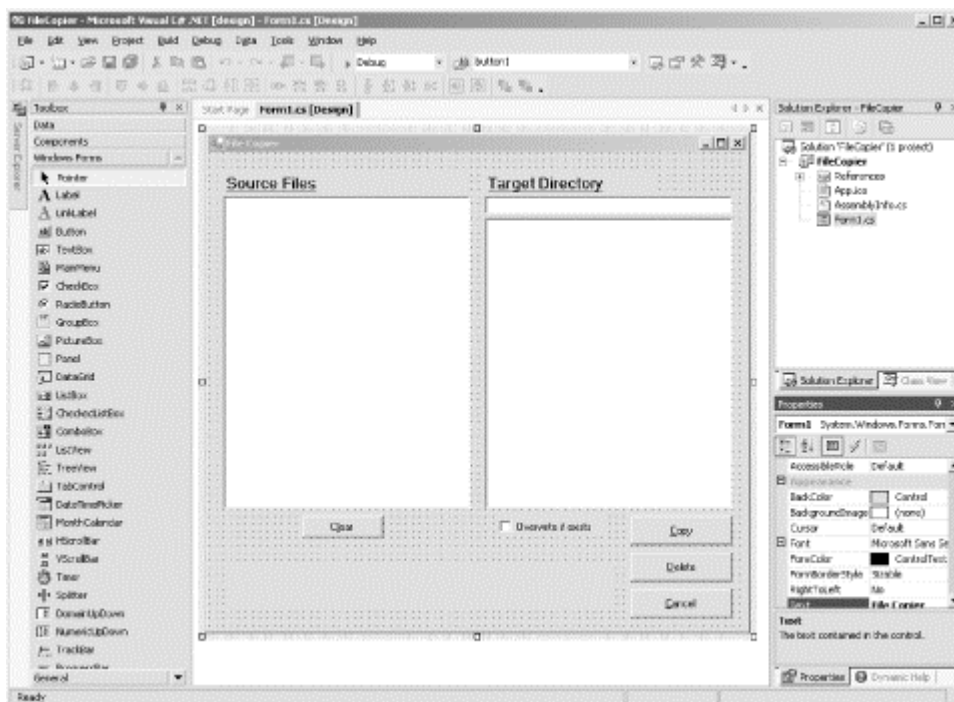 FileCopier - Microsoft Visual C# .NET [design] - Form1.cs [Design]
File Edit View Project Build Debug Data Tools Window Help
Debug button1
Server Explorer
Toolbox
Data
Components
Windows Forms
Pointer
Label
LinkLabel
Button
TextBox
MainMenu
CheckBox
RadioButton
GroupBox
PictureBox
Panel
DataGrid
ListBox
CheckedListBox
ComboBox
ListView
TreeView
TabControl
DateTimePicker
MonthCalendar
HScrollBar
VScrollBar
Timer
Splitter
DomainUpDown
NumericUpDown
TrackBar
ProgressBar
General
Start Page Form1.cs [Design]
File Copier
Source Files
Target Directory
Clear
Overwrite if exists
Copy
Delete
Cancel
Solution Explorer - FileCopier
Solution 'FileCopier' (1 project)
FileCopier
References
App.ico
AssemblyInfo.cs
Form1.cs
Solution Explorer Class View
Properties
Form1 System.Windows.Forms.Form
AccessibleRole Default
Appearance
BackColor Control
BackgroundImage (none)
Cursor Default
Font Microsoft Sans Se
ForeColor ControlText
FormBorderStyle Sizable
RightToLeft No
Text File Copier
Text
The text contained in the control.
Properties Dynamic Help
Ready